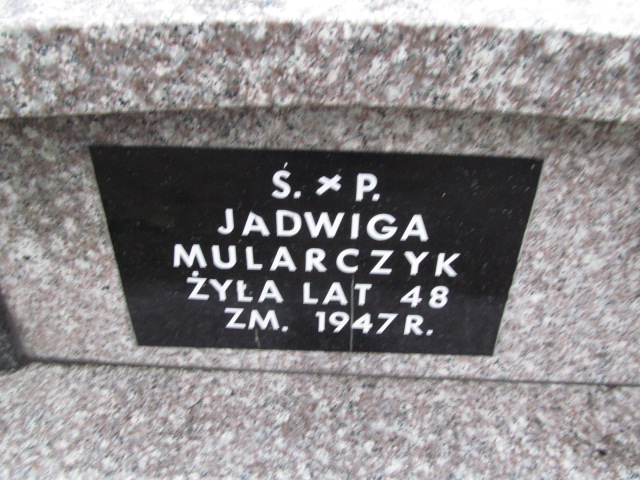 Ś. × P.
JADWIGA
MULARCZYK
ŻYŁA LAT 48
ZM. 1947 R.